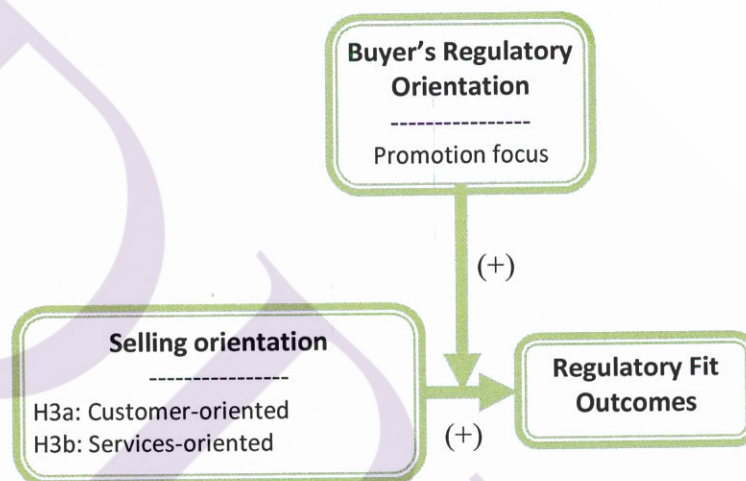 Buyer's Regulatory
Orientation
----------------
Promotion focus
(+)
Selling orientation
----------------
H3a: Customer-oriented
H3b: Services-oriented
(+)
Regulatory Fit
Outcomes